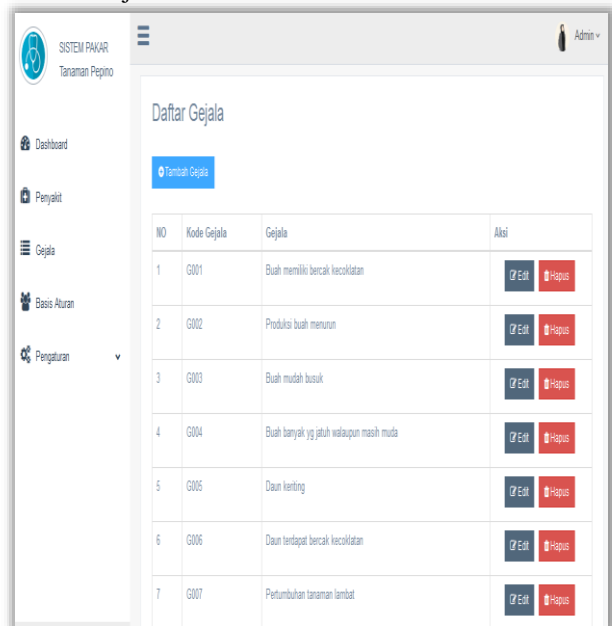 SISTEM PAKAR
Tanaman Pepino
Admin
Dashboard
Penyakit
Gejala
Basis Aturan
Pengaturan
Daftar Gejala
Tambah Gejala
NO Kode Gejala Gejala Aksi
1 G001 Buah memiliki bercak kecoklatan Edit Hapus
2 G002 Produksi buah menurun Edit Hapus
3 G003 Buah mudah busuk Edit Hapus
4 G004 Buah banyak yg jatuh walaupun masih muda Edit Hapus
5 G005 Daun kenting Edit Hapus
6 G006 Daun terdapat bercak kecoklatan Edit Hapus
7 G007 Pertumbuhan tanaman lambat Edit Hapus